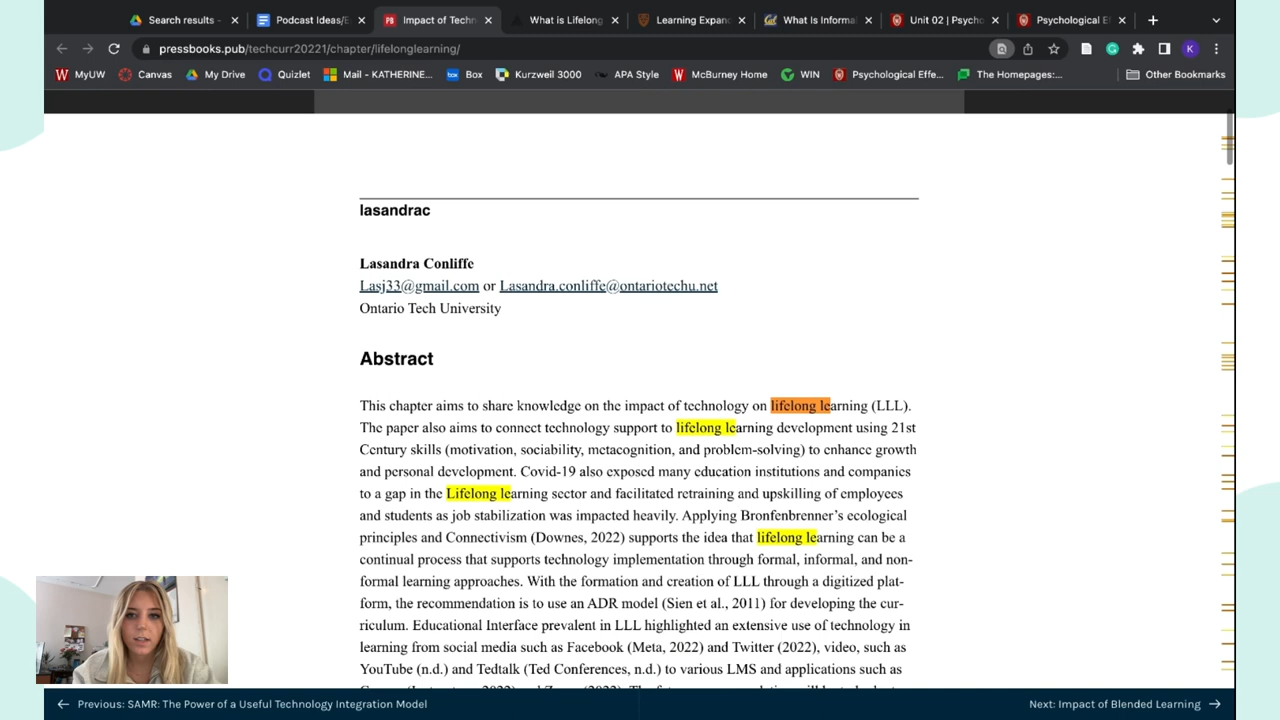 Search results -
Podcast Ideas/E
Impact of Techn
What is Lifelong
Learning Expanc
What Is Informa
Unit 02 | Psycho
Psychological Ef
pressbooks.pub/techcurr20221/chapter/lifelonglearning/
MyUW
Canvas
My Drive
Quizlet
Mail - KATHERINE...
Box
Kurzweil 3000
APA Style
McBurney Home
WIN
Psychological Effe...
The Homepages:...
Other Bookmarks
lasandrac
Lasandra Conliffe
Lasj33@gmail.com or Lasandra.conliffe@ontariotechu.net
Ontario Tech University
Abstract
This chapter aims to share knowledge on the impact of technology on lifelong learning (LLL).
The paper also aims to connect technology support to lifelong learning development using 21st
Century skills (motivation, sociability, metacognition, and problem-solving) to enhance growth
and personal development. Covid-19 also exposed many education institutions and companies
to a gap in the Lifelong learning sector and facilitated retraining and upskilling of employees
and students as job stabilization was impacted heavily. Applying Bronfenbrenner's ecological
principles and Connectivism (Downes, 2022) supports the idea that lifelong learning can be a
continual process that supports technology implementation through formal, informal, and non-
formal learning approaches. With the formation and creation of LLL through a digitized plat-
form, the recommendation is to use an ADR model (Sien et al., 2011) for developing the cur-
riculum. Educational Interface prevalent in LLL highlighted an extensive use of technology in
learning from social media such as Facebook (Meta, 2022) and Twitter (2022), video, such as
YouTube (n.d.) and Tedtalk (Ted Conferences, n.d.) to various LMS and applications such as
Previous: SAMR: The Power of a Useful Technology Integration Model
Next: Impact of Blended Learning